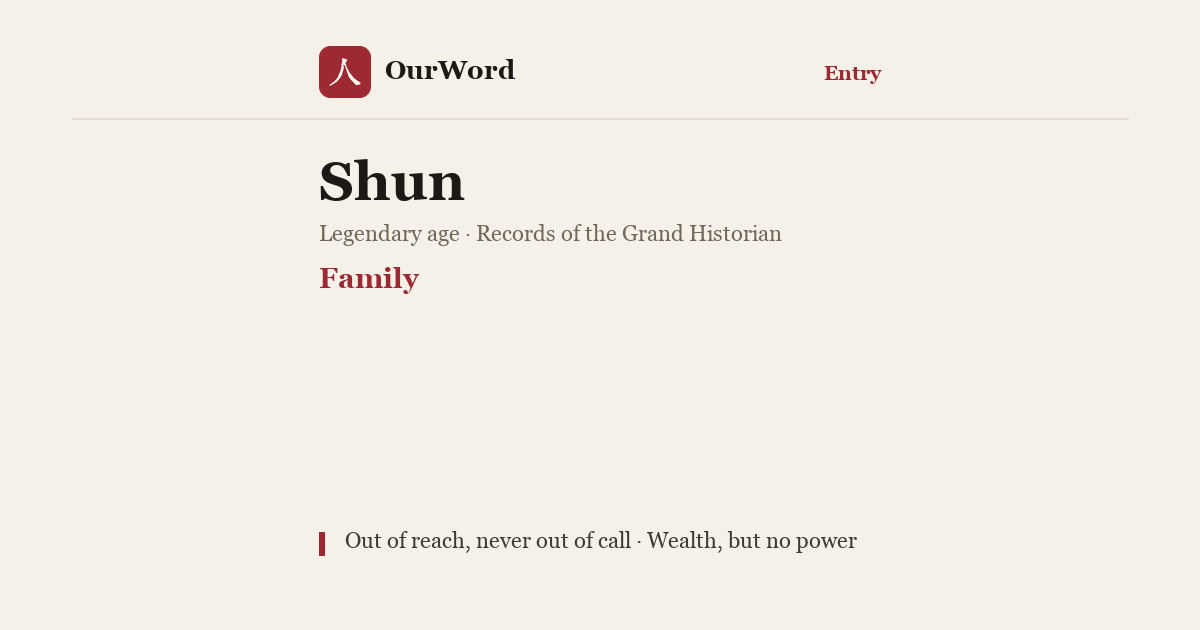 人 OurWord
Entry
Shun
Legendary age · Records of the Grand Historian
Family
Out of reach, never out of call · Wealth, but no power